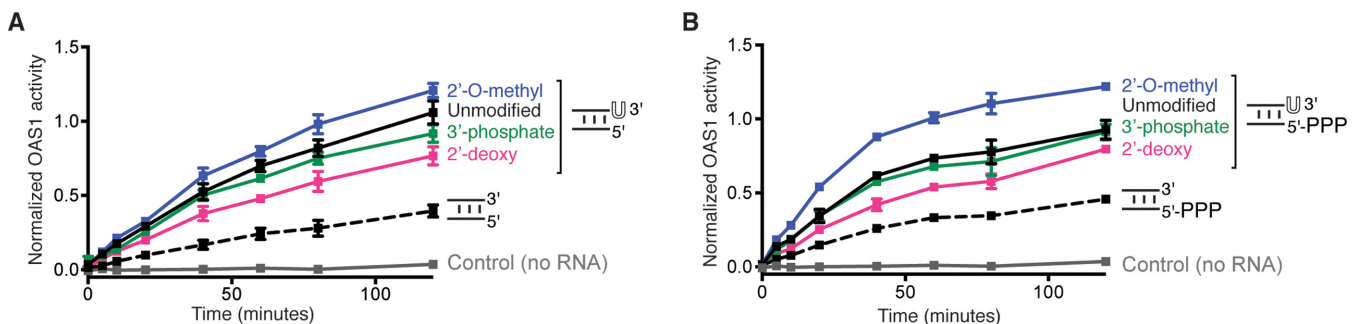 A
Normalized OAS1 activity
1.5
1.0
0.5
0.0
0
50
100
Time (minutes)
2'-O-methyl
Unmodified
3'-phosphate
2'-deoxy
U 3'
5'
3'
5'
Control (no RNA)
B
Normalized OAS1 activity
1.5
1.0
0.5
0.0
0
50
100
Time (minutes)
2'-O-methyl
Unmodified
3'-phosphate
2'-deoxy
U 3'
5'-PPP
3'
5'-PPP
Control (no RNA)